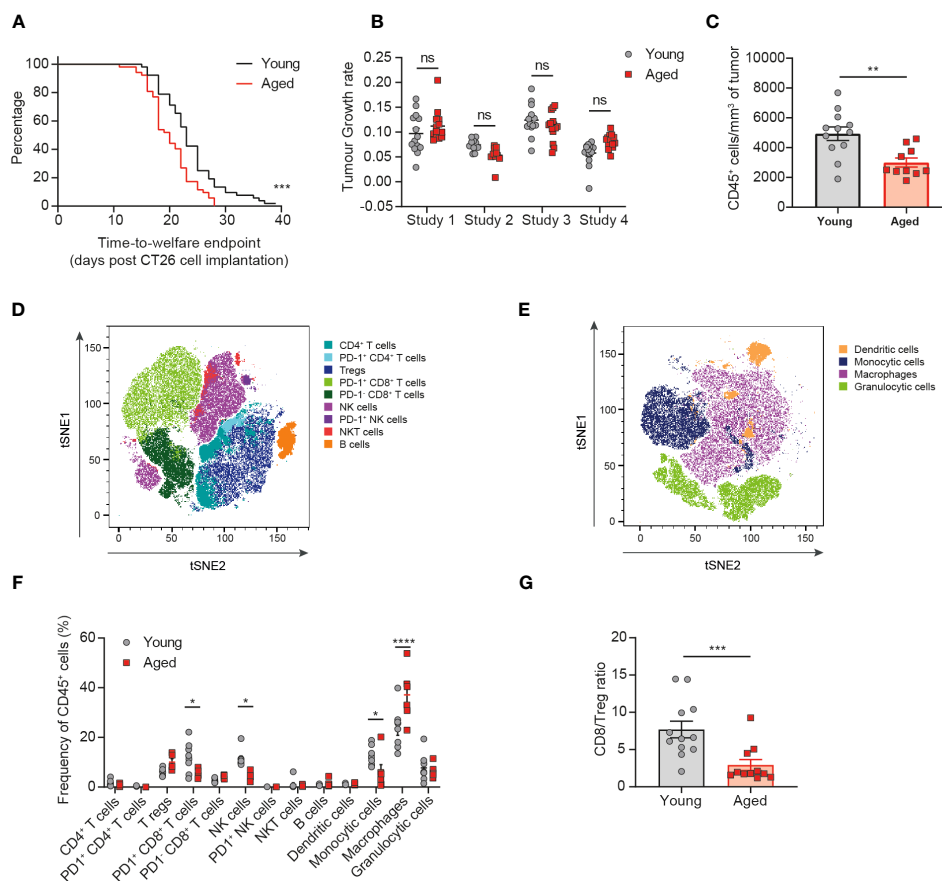 A
Young
Aged
Percentage
100
80
60
40
20
0
0
10
20
30
40
***
Time-to-welfare endpoint
(days post CT26 cell implantation)
B
Young
Aged
Tumour Growth rate
0.25
0.20
0.15
0.10
0.05
0.00
-0.05
ns
ns
ns
ns
Study 1
Study 2
Study 3
Study 4
C
CD45⁺ cells/mm³ of tumor
10000
8000
6000
4000
2000
0
**
Young
Aged
D
tSNE1
150
100
50
0
0
50
100
150
tSNE2
CD4⁺ T cells
PD-1⁺ CD4⁺ T cells
Tregs
PD-1⁺ CD8⁺ T cells
PD-1⁻ CD8⁺ T cells
NK cells
PD-1⁺ NK cells
NKT cells
B cells
E
tSNE1
150
100
50
0
0
50
100
150
tSNE2
Dendritic cells
Monocytic cells
Macrophages
Granulocytic cells
F
Frequency of CD45⁺ cells (%)
60
40
20
0
Young
Aged
*
*
*
****
CD4⁺ T cells
PD1⁺ CD4⁺ T cells
T regs
PD1⁺ CD8⁺ T cells
PD1⁻ CD8⁺ T cells
NK cells
PD1⁺ NK cells
NKT cells
B cells
Dendritic cells
Monocytic cells
Macrophages
Granulocytic cells
G
CD8/Treg ratio
20
15
10
5
0
***
Young
Aged